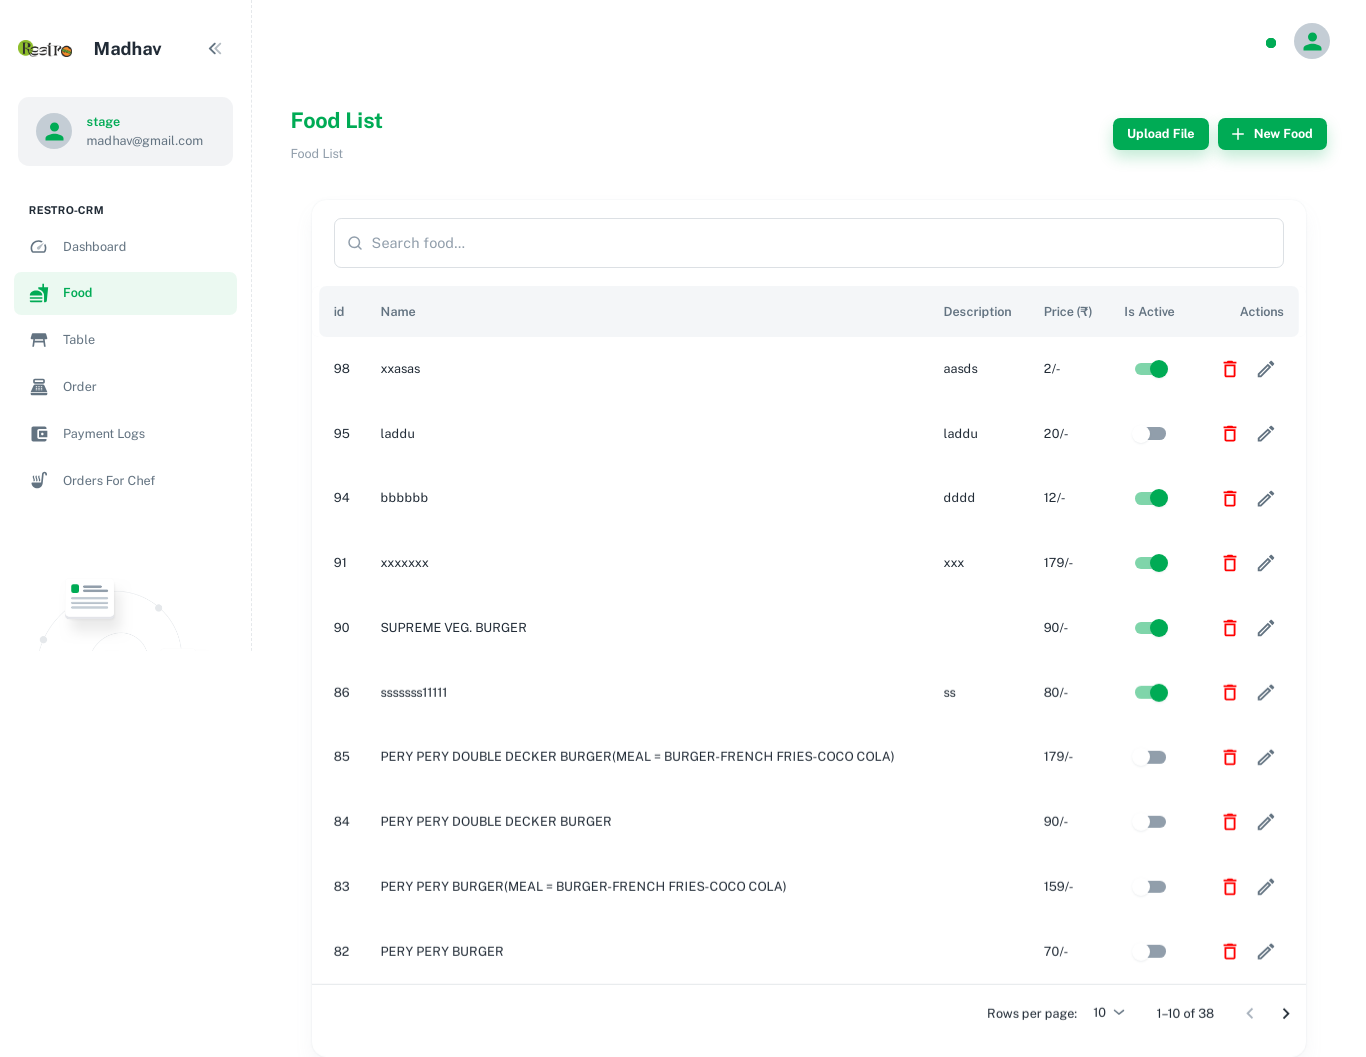 Restro
Madhav
stage
madhav@gmail.com
RESTRO-CRM
Dashboard
Food
Table
Order
Payment Logs
Orders For Chef
Food List
Food List
Upload File
New Food
Search food...
id Name Description Price (₹) Is Active Actions
98 xxasas aasds 2/-
95 laddu laddu 20/-
94 bbbbbb dddd 12/-
91 xxxxxxx xxx 179/-
90 SUPREME VEG. BURGER 90/-
86 sssssss11111 ss 80/-
85 PERY PERY DOUBLE DECKER BURGER(MEAL = BURGER-FRENCH FRIES-COCO COLA) 179/-
84 PERY PERY DOUBLE DECKER BURGER 90/-
83 PERY PERY BURGER(MEAL = BURGER-FRENCH FRIES-COCO COLA) 159/-
82 PERY PERY BURGER 70/-
Rows per page: 10 1–10 of 38